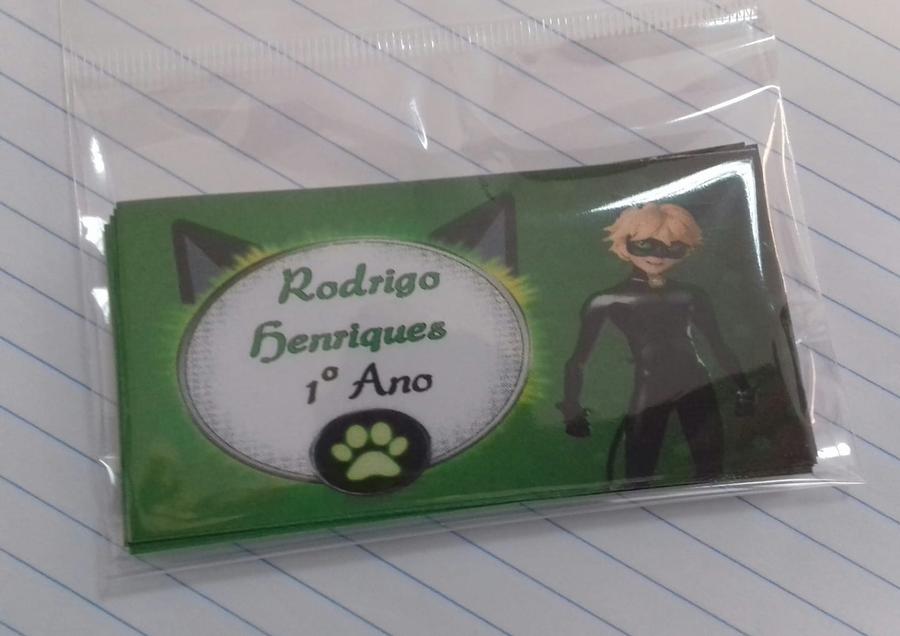 Rodrigo
Henriques
1º Ano